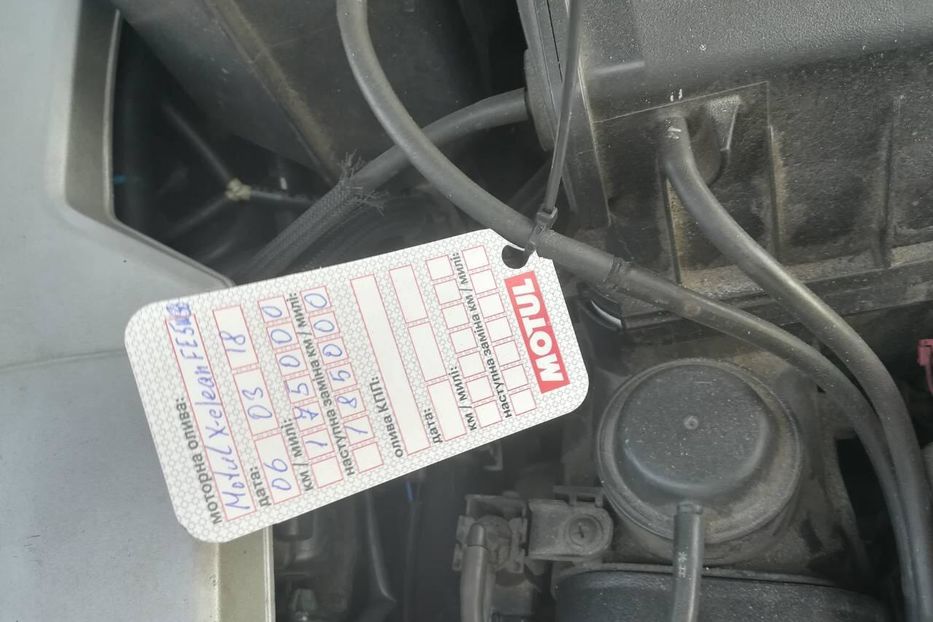 MOTUL
моторна олива:
Motul X-clean FE 5W30
дата:
06 03 18
км / милі:
175000
наступна заміна км / милі:
185000
олива КПП:
дата:
км / милі:
наступна заміна км / милі: